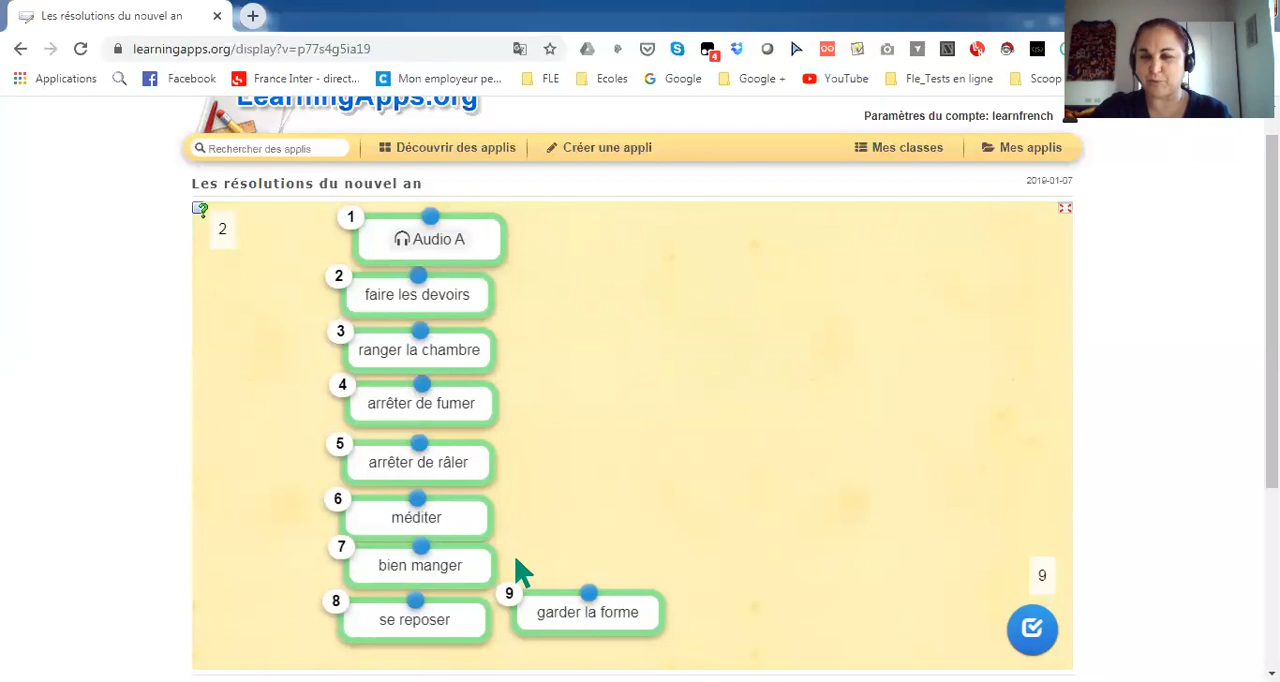 Les résolutions du nouvel an
learningapps.org/display?v=p77s4g5ia19
4
Applications
Facebook
France Inter - direct...
Mon employeur pe...
FLE
Ecoles
Google
Google +
YouTube
Fle_Tests en ligne
Scoop
LearningApps.org
Paramètres du compte: learnfrench
Rechercher des applis
Découvrir des applis
Créer une appli
Mes classes
Mes applis
Les résolutions du nouvel an
2019-01-07
2
1
Audio A
2
faire les devoirs
3
ranger la chambre
4
arrêter de fumer
5
arrêter de râler
6
méditer
7
bien manger
8
se reposer
9
garder la forme
9